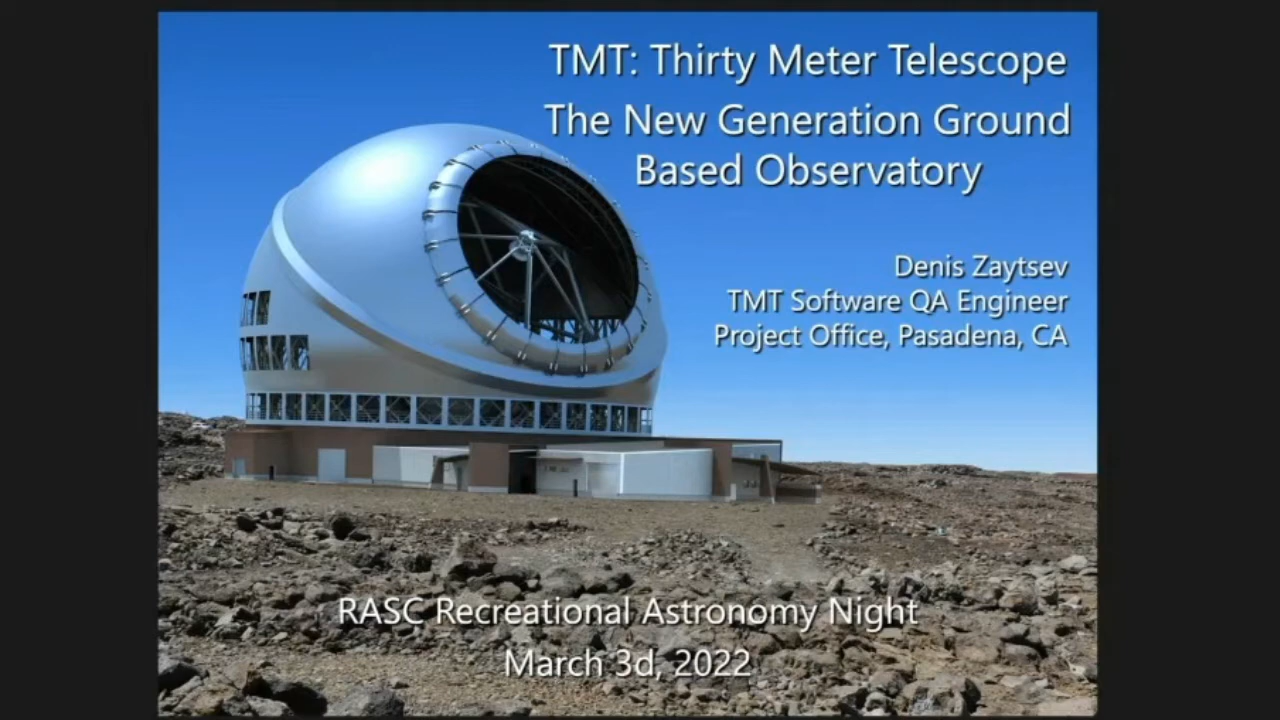 TMT: Thirty Meter Telescope
The New Generation Ground
Based Observatory
Denis Zaytsev
TMT Software QA Engineer
Project Office, Pasadena, CA
RASC Recreational Astronomy Night
March 3d, 2022